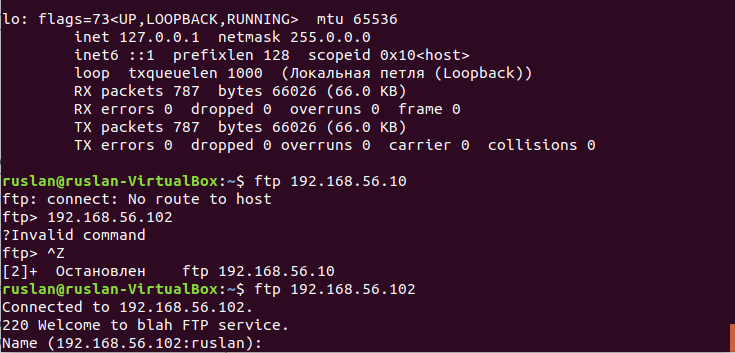 lo: flags=73<UP,LOOPBACK,RUNNING>  mtu 65536
        inet 127.0.0.1  netmask 255.0.0.0
        inet6 ::1  prefixlen 128  scopeid 0x10<host>
        loop  txqueuelen 1000  (Локальная петля (Loopback))
        RX packets 787  bytes 66026 (66.0 KB)
        RX errors 0  dropped 0  overruns 0  frame 0
        TX packets 787  bytes 66026 (66.0 KB)
        TX errors 0  dropped 0 overruns 0  carrier 0  collisions 0

ruslan@ruslan-VirtualBox:~$ ftp 192.168.56.10
ftp: connect: No route to host
ftp> 192.168.56.102
?Invalid command
ftp> ^Z
[2]+  Остановлен    ftp 192.168.56.10
ruslan@ruslan-VirtualBox:~$ ftp 192.168.56.102
Connected to 192.168.56.102.
220 Welcome to blah FTP service.
Name (192.168.56.102:ruslan):